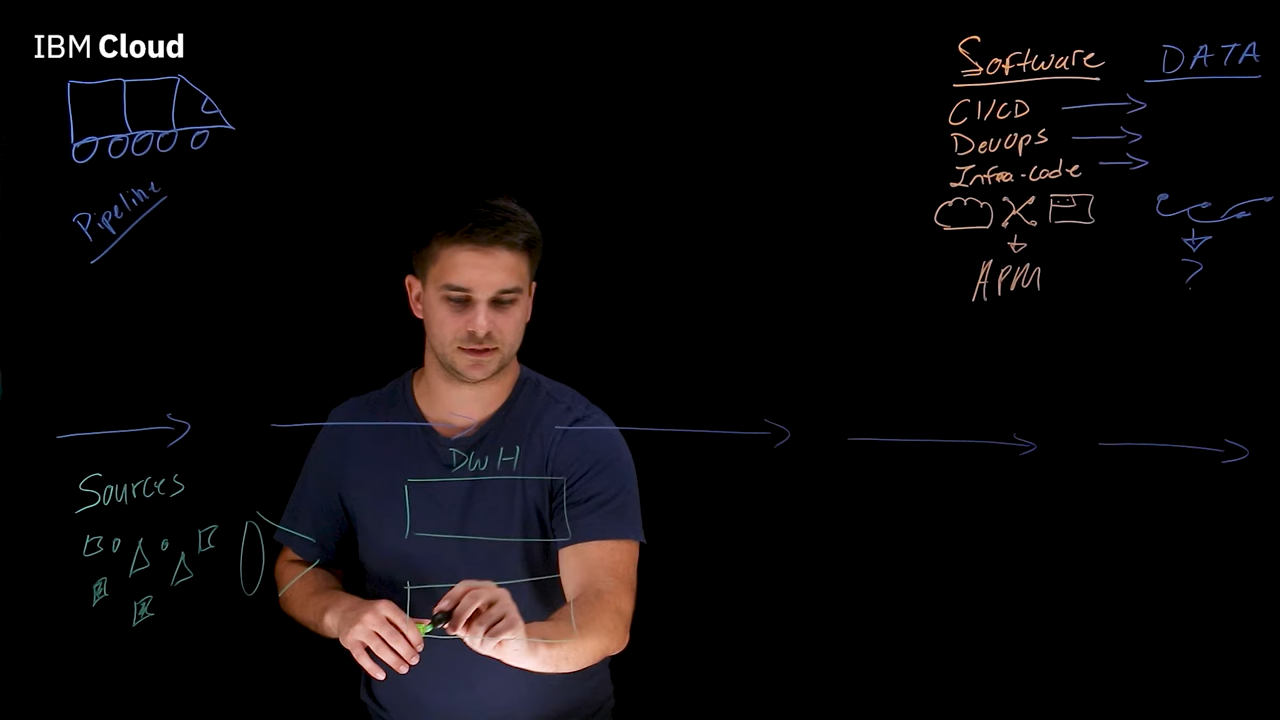 IBM Cloud
Pipeline
Software
CI/CD
DevOps
Infra-code
APM
DATA
?
DWH
Sources